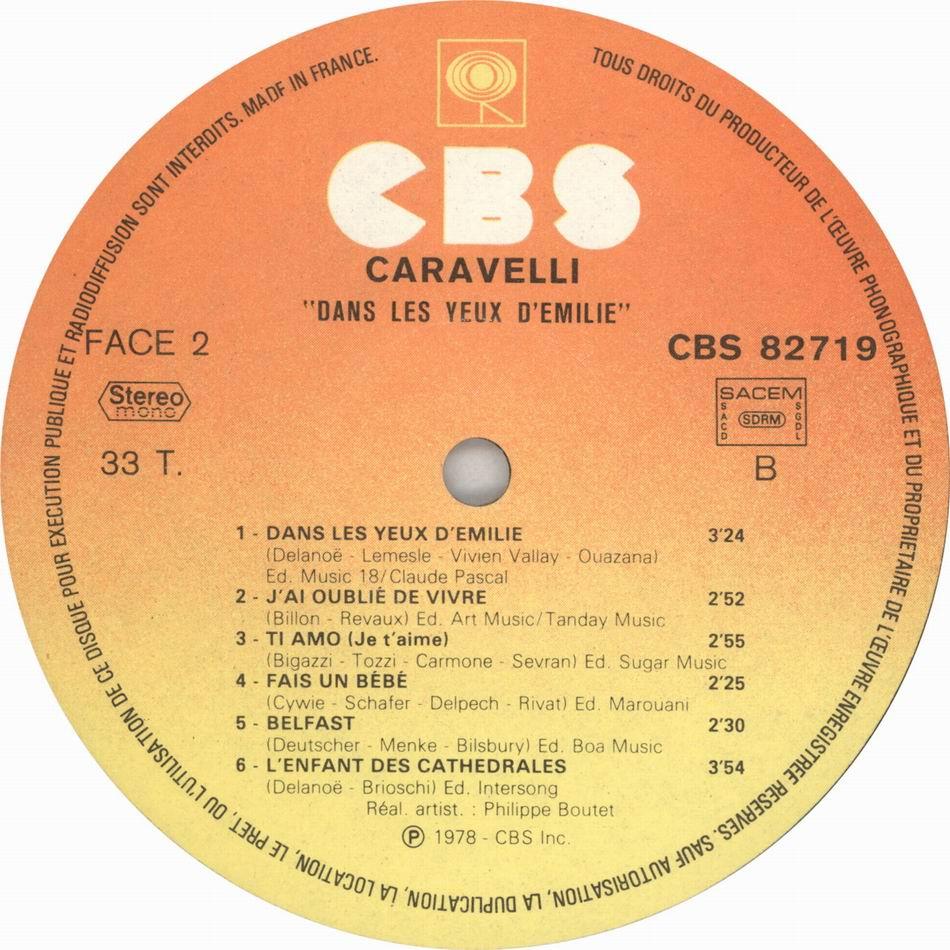 TOUS DROITS DU PRODUCTEUR DE L'ŒUVRE PHONOGRAPHIQUE ET DU PROPRIETAIRE DE L'ŒUVRE ENREGISTREE RESERVES. SAUF AUTORISATION, LA DUPLICATION, LA LOCATION, LE PRET, OU L'UTILISATION DE CE DISQUE POUR EXECUTION PUBLIQUE ET RADIODIFFUSION SONT INTERDITS. MADE IN FRANCE.
CBS
CARAVELLI
"DANS LES YEUX D'EMILIE"
FACE 2
CBS 82719
Stereo
mono
SACEM
SACD
SDRM
SGDL
33 T.
B
1 - DANS LES YEUX D'EMILIE 3'24
(Delanoë - Lemesle - Vivien Vallay - Ouazana)
Ed. Music 18/Claude Pascal
2 - J'AI OUBLIÉ DE VIVRE 2'52
(Billon - Revaux) Ed. Art Music/Tanday Music
3 - TI AMO (Je t'aime) 2'55
(Bigazzi - Tozzi - Carmone - Sevran) Ed. Sugar Music
4 - FAIS UN BÉBÉ 2'25
(Cywie - Schafer - Delpech - Rivat) Ed. Marouani
5 - BELFAST 2'30
(Deutscher - Menke - Bilsbury) Ed. Boa Music
6 - L'ENFANT DES CATHEDRALES 3'54
(Delanoë - Brioschi) Ed. Intersong
Réal. artist. : Philippe Boutet
Ⓟ 1978 - CBS Inc.